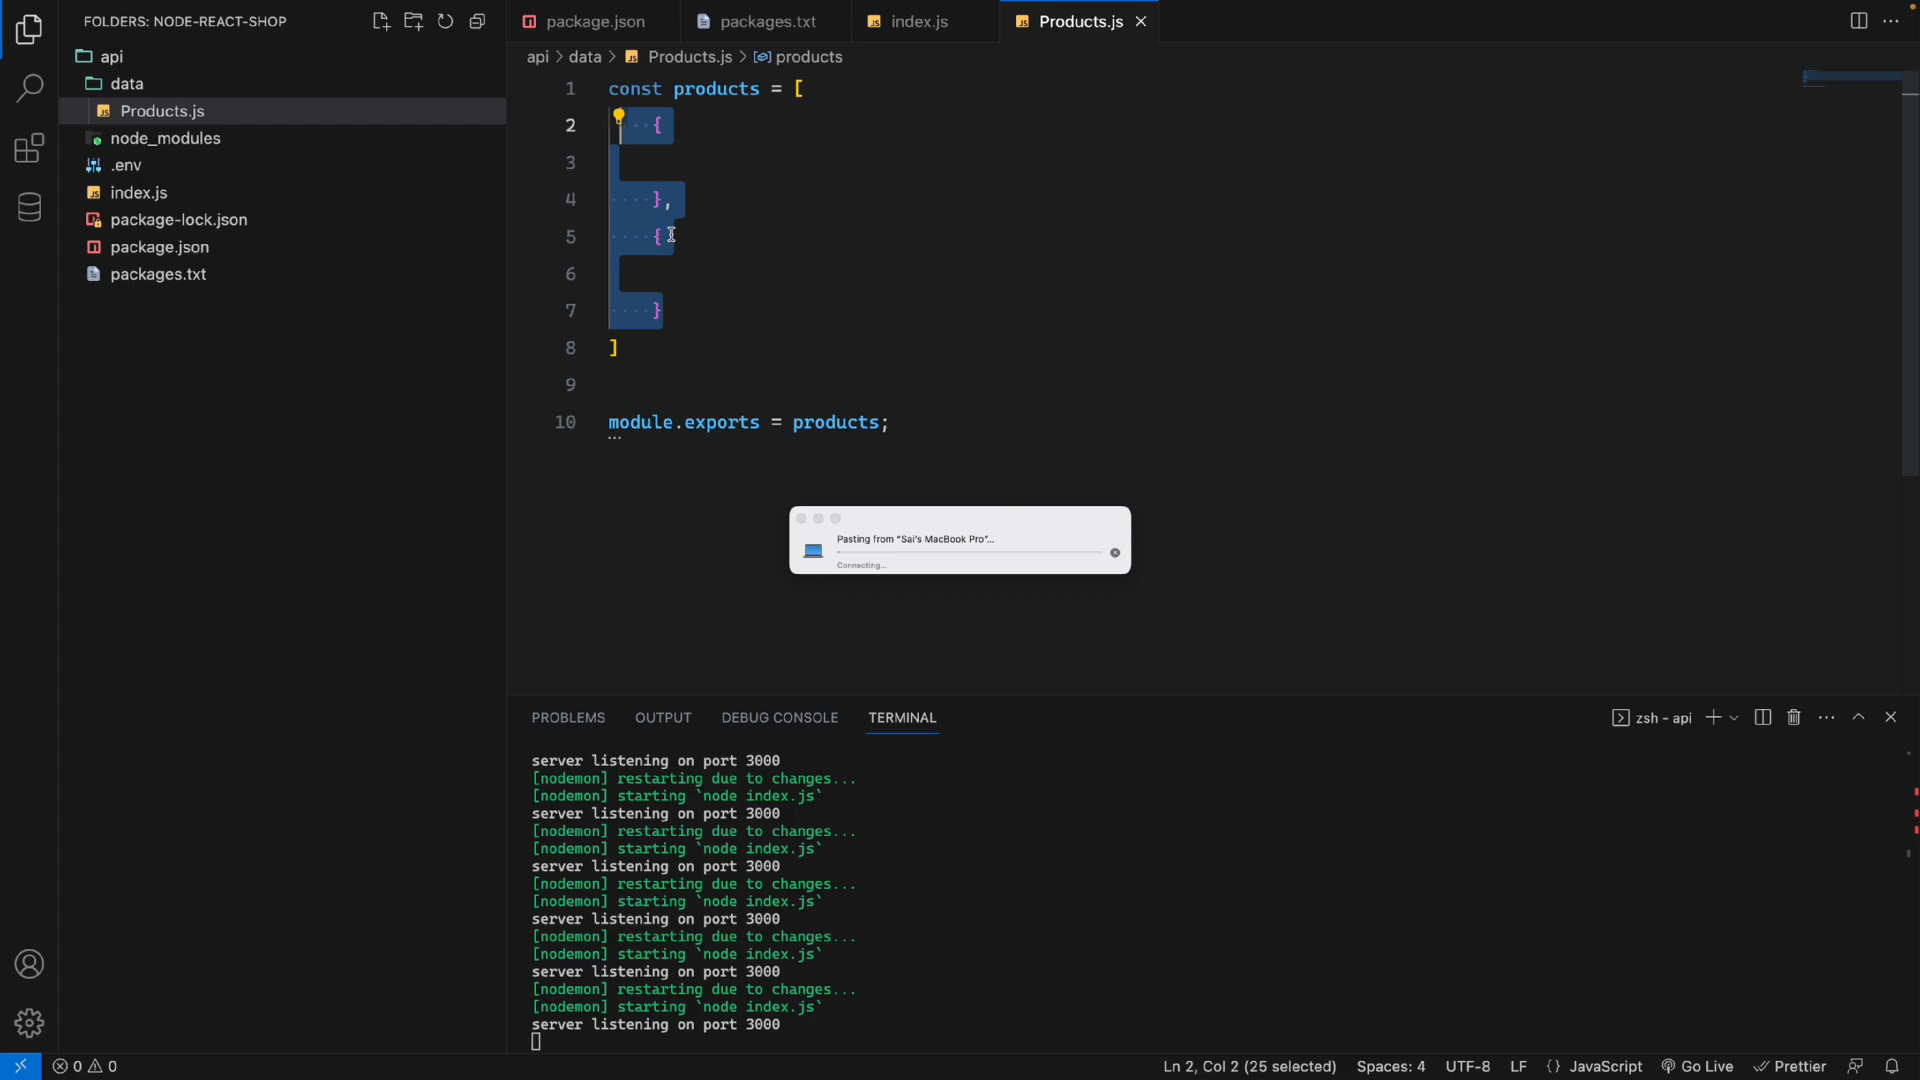 FOLDERS: NODE-REACT-SHOP
api
data
Products.js
node_modules
.env
index.js
package-lock.json
package.json
packages.txt
package.json
packages.txt
index.js
Products.js
api > data > Products.js > products
1 const products = [
2 {
3
4 },
5 {
6
7 }
8 ]
9
10 module.exports = products;
Pasting from “Sai’s MacBook Pro”...
Connecting...
PROBLEMS OUTPUT DEBUG CONSOLE TERMINAL
zsh - api
server listening on port 3000
[nodemon] restarting due to changes...
[nodemon] starting `node index.js`
server listening on port 3000
[nodemon] restarting due to changes...
[nodemon] starting `node index.js`
server listening on port 3000
[nodemon] restarting due to changes...
[nodemon] starting `node index.js`
server listening on port 3000
[nodemon] restarting due to changes...
[nodemon] starting `node index.js`
server listening on port 3000
[nodemon] restarting due to changes...
[nodemon] starting `node index.js`
server listening on port 3000
0 0 Ln 2, Col 2 (25 selected) Spaces: 4 UTF-8 LF {} JavaScript Go Live Prettier